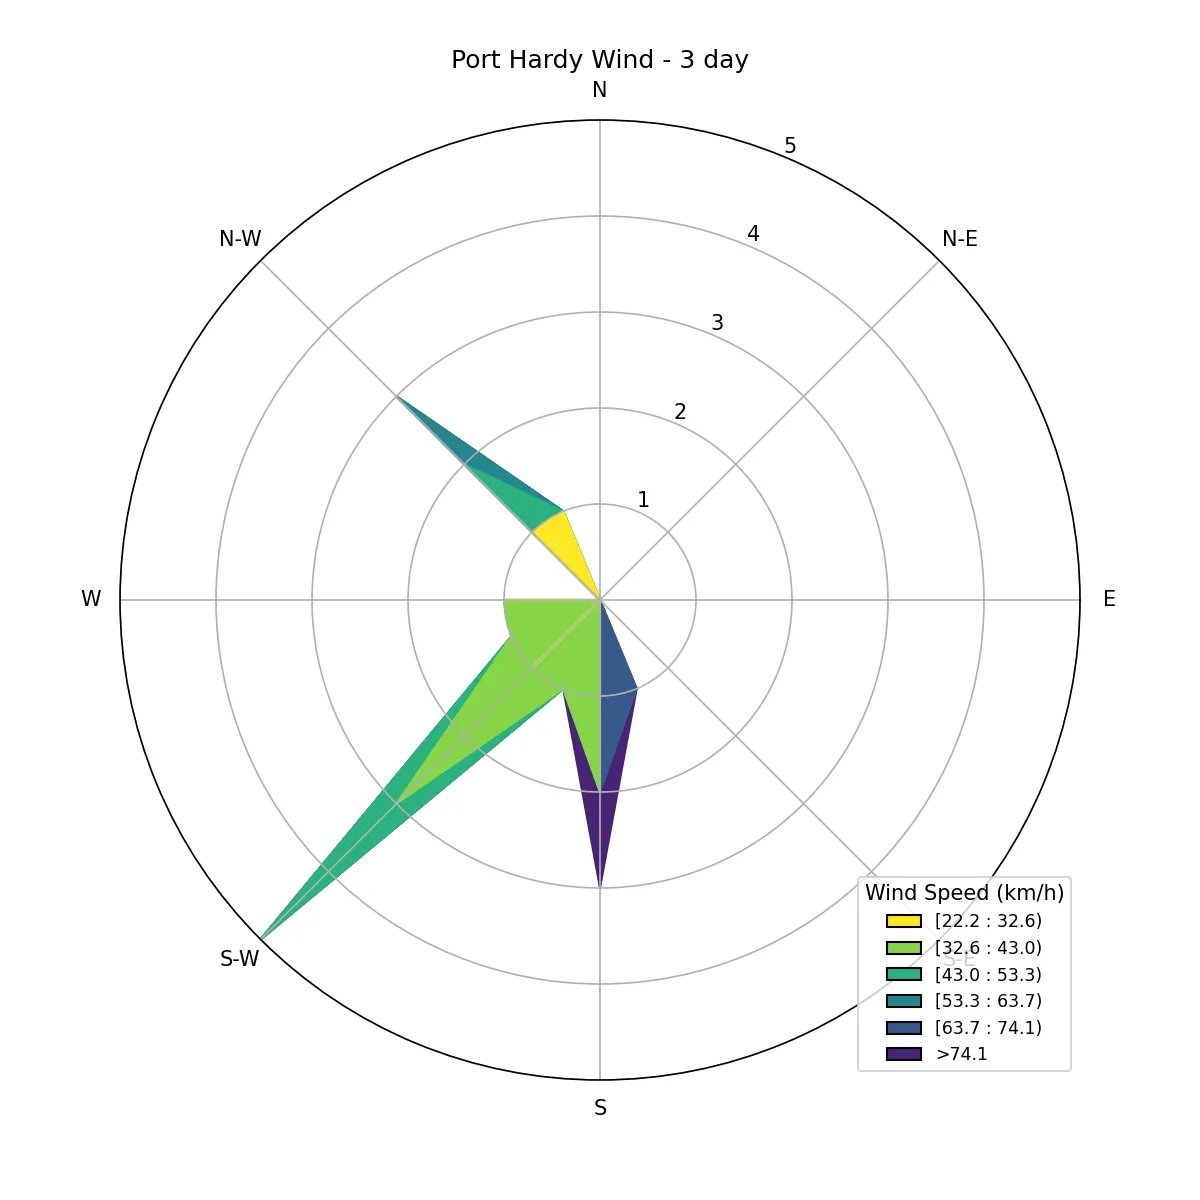 Port Hardy Wind - 3 day
N
5
N-W
N-E
4
3
2
1
W
E
S-W
S-E
Wind Speed (km/h)
[22.2 : 32.6)
[32.6 : 43.0)
[43.0 : 53.3)
[53.3 : 63.7)
[63.7 : 74.1)
>74.1
S